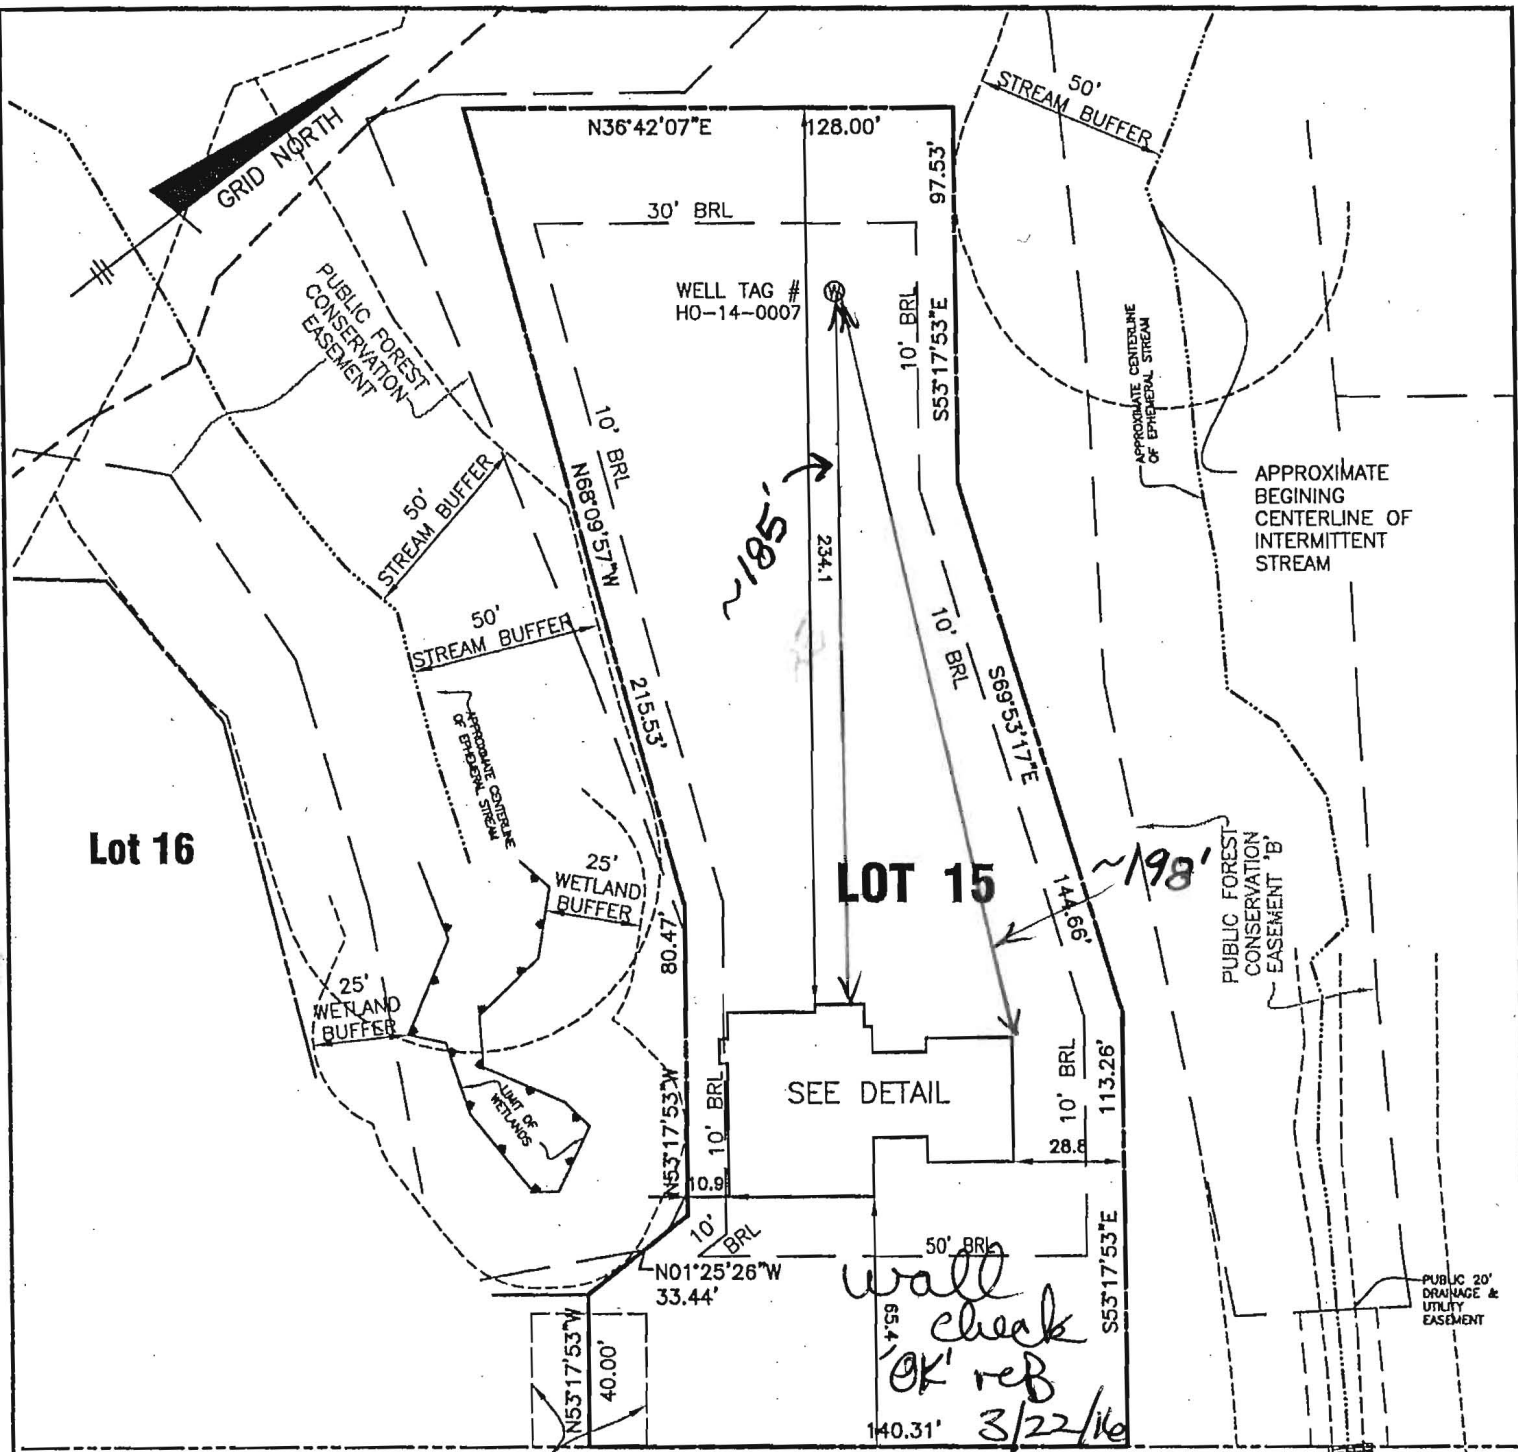 50'
STREAM BUFFER
N36°42'07"E
128.00'
GRID NORTH
97.53'
30' BRL
WELL TAG #
HO-14-0007
W
10' BRL
S53°17'53"E
PUBLIC FOREST
CONSERVATION
EASEMENT
10' BRL
N68°09'57"W
215.53'
50'
STREAM BUFFER
50'
STREAM BUFFER
APPROXIMATE CENTERLINE
OF EPHEMERAL STREAM
APPROXIMATE CENTERLINE
OF EPHEMERAL STREAM
APPROXIMATE
BEGINING
CENTERLINE OF
INTERMITTENT
STREAM
~185'
234.1
10' BRL
S69°53'17"E
144.66'
Lot 16
LOT 15
~198'
25'
WETLAND
BUFFER
80.47'
25'
WETLAND
BUFFER
LIMIT OF
WETLANDS
PUBLIC FOREST
CONSERVATION
EASEMENT 'B'
SEE DETAIL
N53°17'53"W
10' BRL
10' BRL
113.26'
28.8
10.9
10'
BRL
50' BRL
N01°25'26"W
33.44'
S53°17'53"E
PUBLIC 20'
DRAINAGE &
UTILITY
EASEMENT
N53°17'53"W
40.00'
65.4'
wall
check
'OK' reB
3/22/16
140.31'